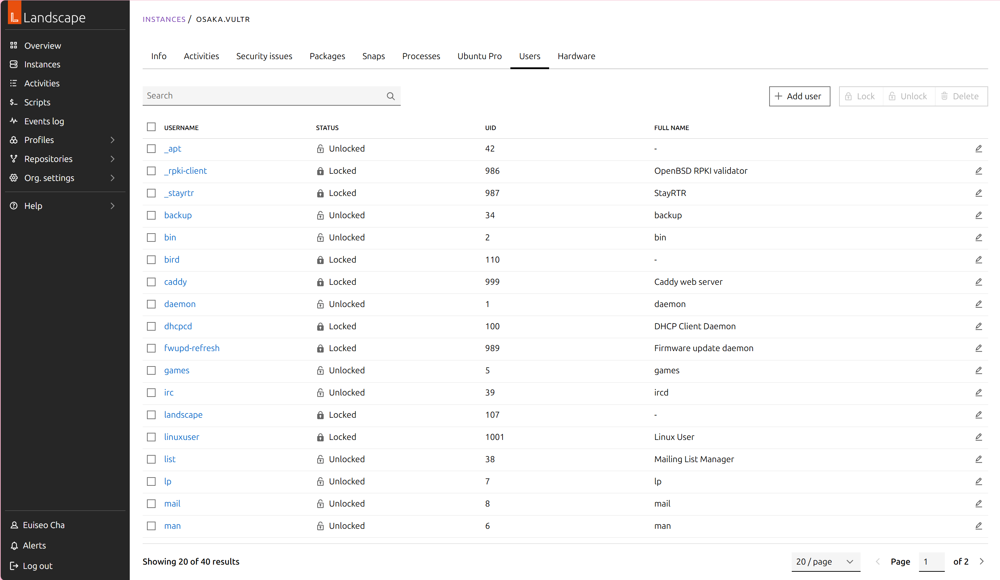 Landscape
Overview
Instances
Activities
Scripts
Events log
Profiles
Repositories
Org. settings
Help
Euiseo Cha
Alerts
Log out
INSTANCES / OSAKA.VULTR
Info Activities Security issues Packages Snaps Processes Ubuntu Pro Users Hardware
Search + Add user Lock Unlock Delete
USERNAME STATUS UID FULL NAME
_apt Unlocked 42 -
_rpki-client Locked 986 OpenBSD RPKI validator
_stayrtr Locked 987 StayRTR
backup Unlocked 34 backup
bin Unlocked 2 bin
bird Locked 110 -
caddy Locked 999 Caddy web server
daemon Unlocked 1 daemon
dhcpcd Locked 100 DHCP Client Daemon
fwupd-refresh Locked 989 Firmware update daemon
games Unlocked 5 games
irc Unlocked 39 ircd
landscape Locked 107 -
linuxuser Locked 1001 Linux User
list Unlocked 38 Mailing List Manager
lp Unlocked 7 lp
mail Unlocked 8 mail
man Unlocked 6 man
Showing 20 of 40 results 20 / page Page 1 of 2